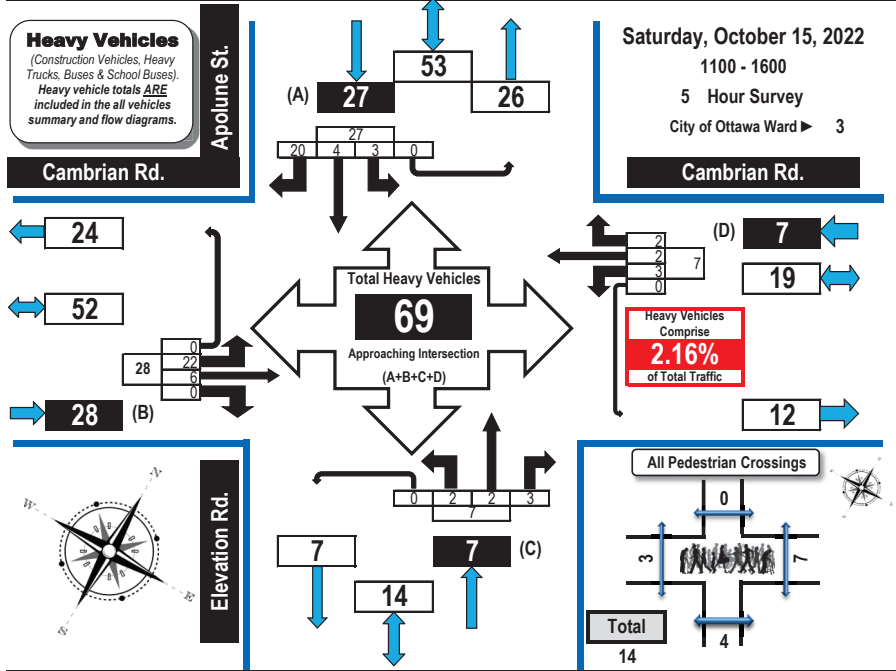 Heavy Vehicles
(Construction Vehicles, Heavy
Trucks, Buses & School Buses).
Heavy vehicle totals ARE
included in the all vehicles
summary and flow diagrams.
Apolune St.
Cambrian Rd.
(A)
27
53
26
27
20 4 3 0
Saturday, October 15, 2022
1100 - 1600
5 Hour Survey
City of Ottawa Ward ► 3
Cambrian Rd.
24
52
28
0
22
6
0
28
(B)
Total Heavy Vehicles
69
Approaching Intersection
(A+B+C+D)
(D)
7
19
2
2
3
0
7
Heavy Vehicles
Comprise
2.16%
of Total Traffic
12
N
W
E
S
Elevation Rd.
0 2 2 3
7
7
14
7
(C)
All Pedestrian Crossings
0
3
7
4
Total
14